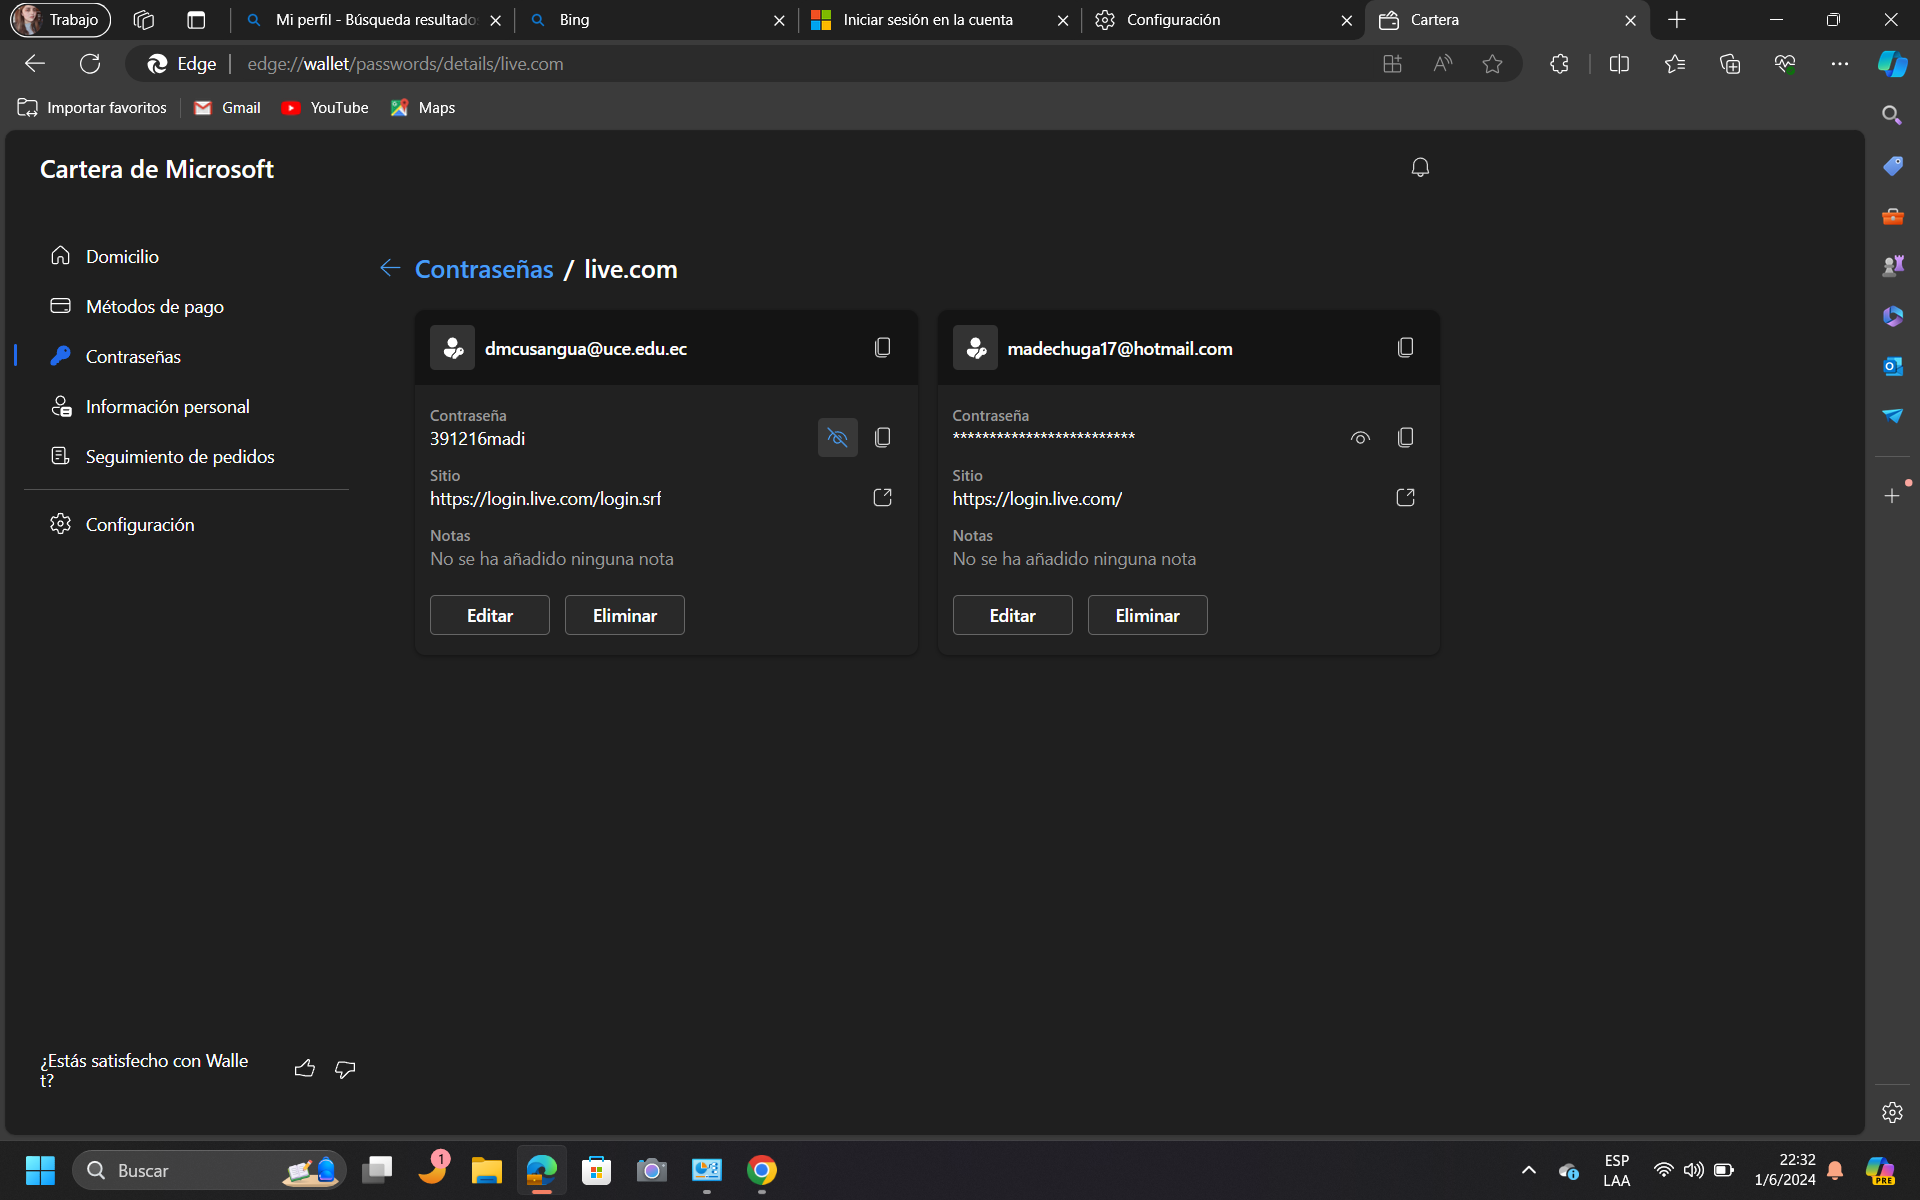 Trabajo
Mi perfil - Búsqueda resultado
Bing
Iniciar sesión en la cuenta
Configuración
Cartera
Edge
edge://wallet/passwords/details/live.com
Importar favoritos
Gmail
YouTube
Maps
Cartera de Microsoft
Domicilio
Métodos de pago
Contraseñas
Información personal
Seguimiento de pedidos
Configuración
Contraseñas / live.com
dmcusangua@uce.edu.ec
Contraseña
391216madi
Sitio
https://login.live.com/login.srf
Notas
No se ha añadido ninguna nota
Editar
Eliminar
madechuga17@hotmail.com
Contraseña
*************************
Sitio
https://login.live.com/
Notas
No se ha añadido ninguna nota
Editar
Eliminar
¿Estás satisfecho con Walle
t?
Buscar
1
ESP
LAA
22:32
1/6/2024
PRE